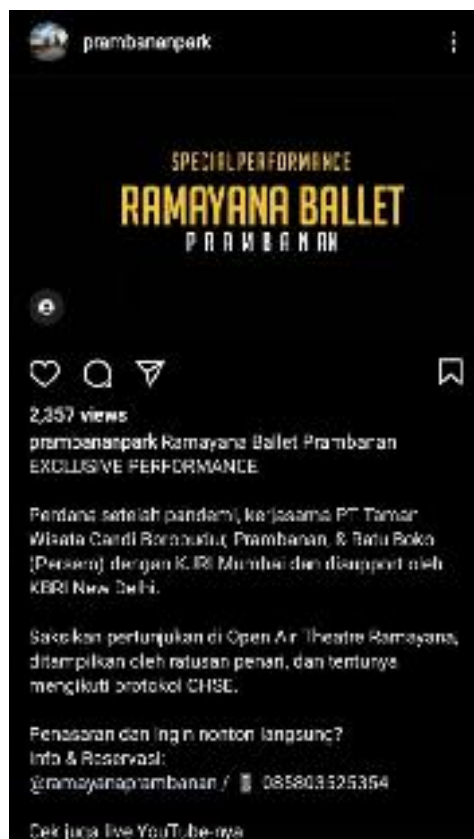 prambananpark
SPECIAL PERFORMANCE
RAMAYANA BALLET
PRAMBANAN
2,357 views
prambananpark Ramayana Ballet Prambanan
EXCLUSIVE PERFORMANCE
Perdana setelah pandemi, kerjasama PT Taman
Wisata Candi Borobudur, Prambanan, & Ratu Boko
(Persero) dengan KJRI Mumbai dan disupport oleh
KBRI New Delhi.
Saksikan pertunjukan di Open Air Theatre Ramayana,
ditampilkan oleh ratusan penari, dan tentunya
mengikuti protokol CHSE.
Penasaran dan ingin nonton langsung?
Info & Reservasi:
@ramayanaprambanan / 085803525354
Cek juga live YouTube-nya